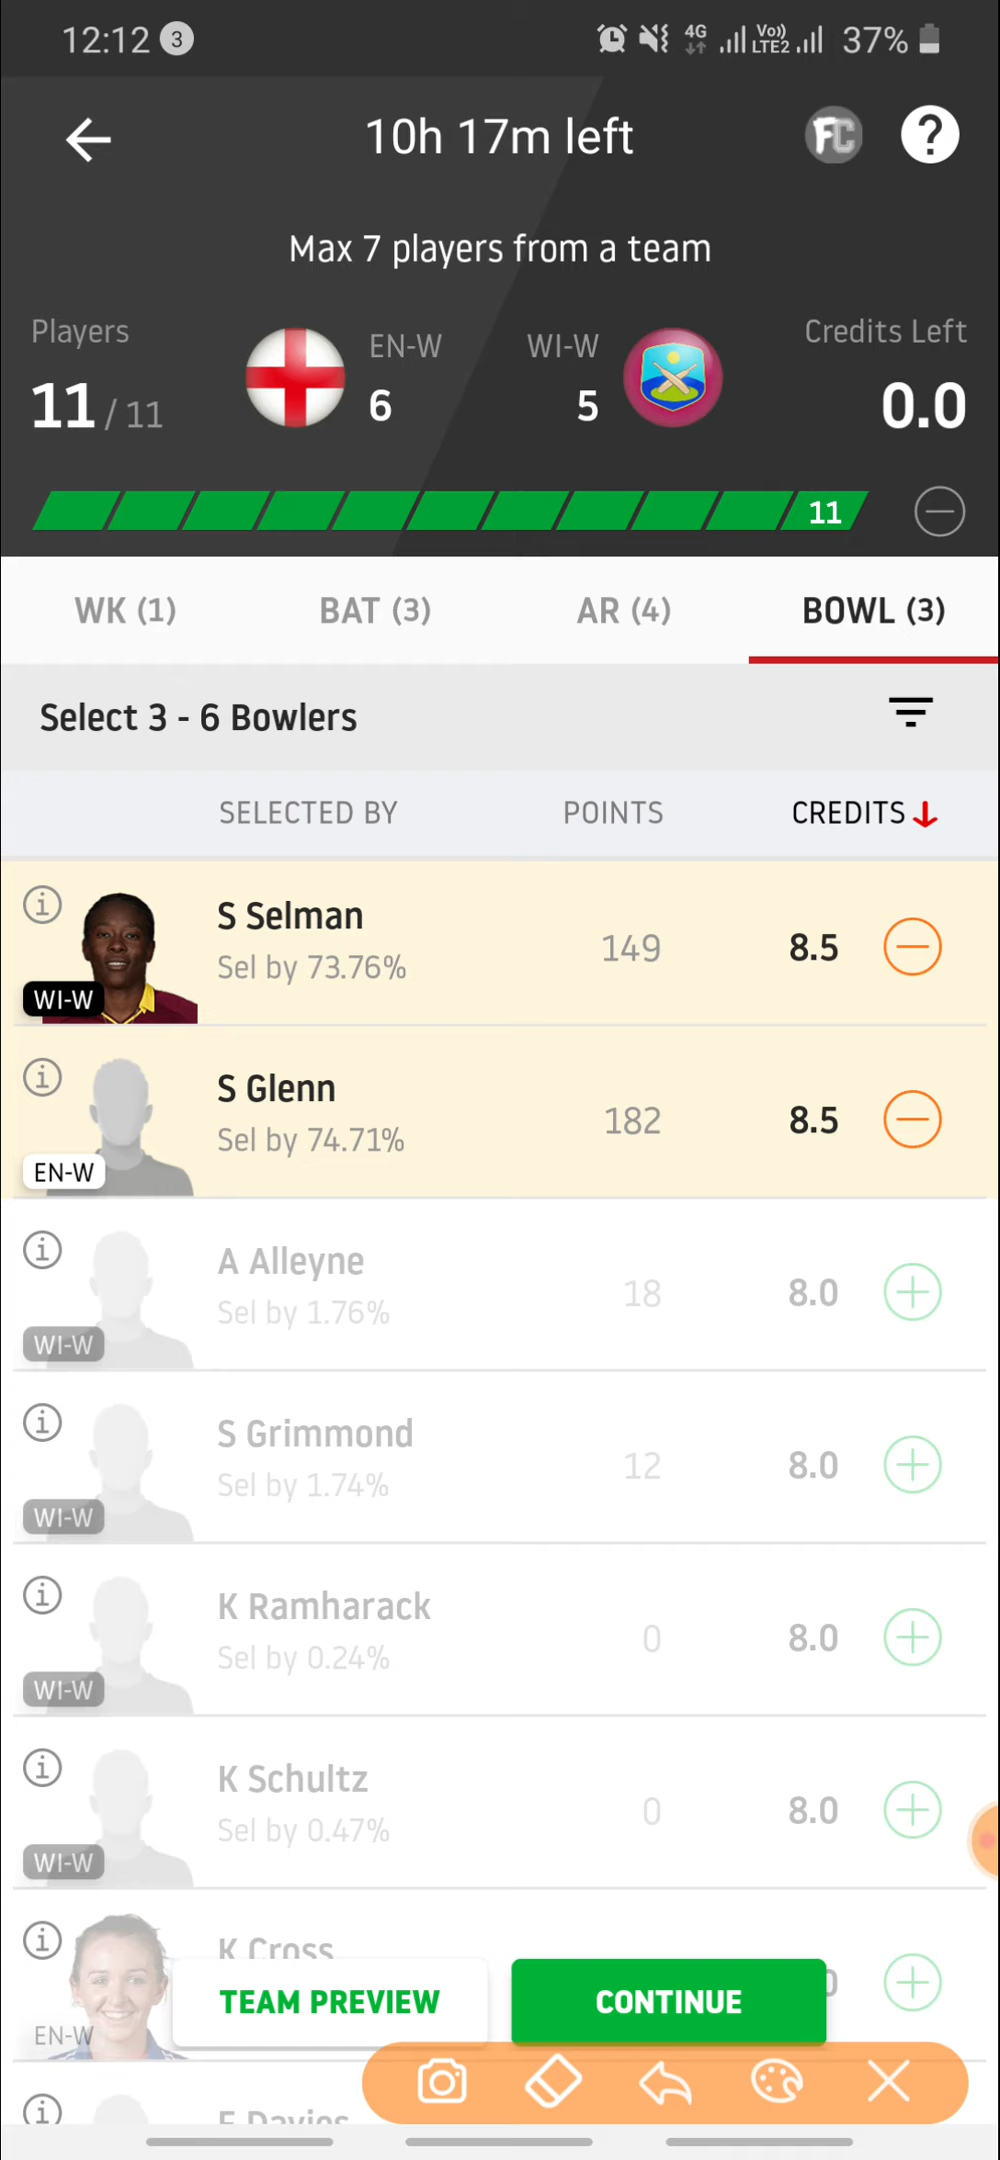 12:12 3 4G Vo)) LTE2 37%
10h 17m left FC ?
Max 7 players from a team
Players EN-W WI-W Credits Left
11 / 11 6 5 0.0
11
WK (1) BAT (3) AR (4) BOWL (3)
Select 3 - 6 Bowlers
SELECTED BY POINTS CREDITS
S Selman
Sel by 73.76% 149 8.5
WI-W
S Glenn
Sel by 74.71% 182 8.5
EN-W
A Alleyne
Sel by 1.76% 18 8.0
WI-W
S Grimmond
Sel by 1.74% 12 8.0
WI-W
K Ramharack
Sel by 0.24% 0 8.0
WI-W
K Schultz
Sel by 0.47% 0 8.0
WI-W
K Cross
TEAM PREVIEW CONTINUE
EN-W